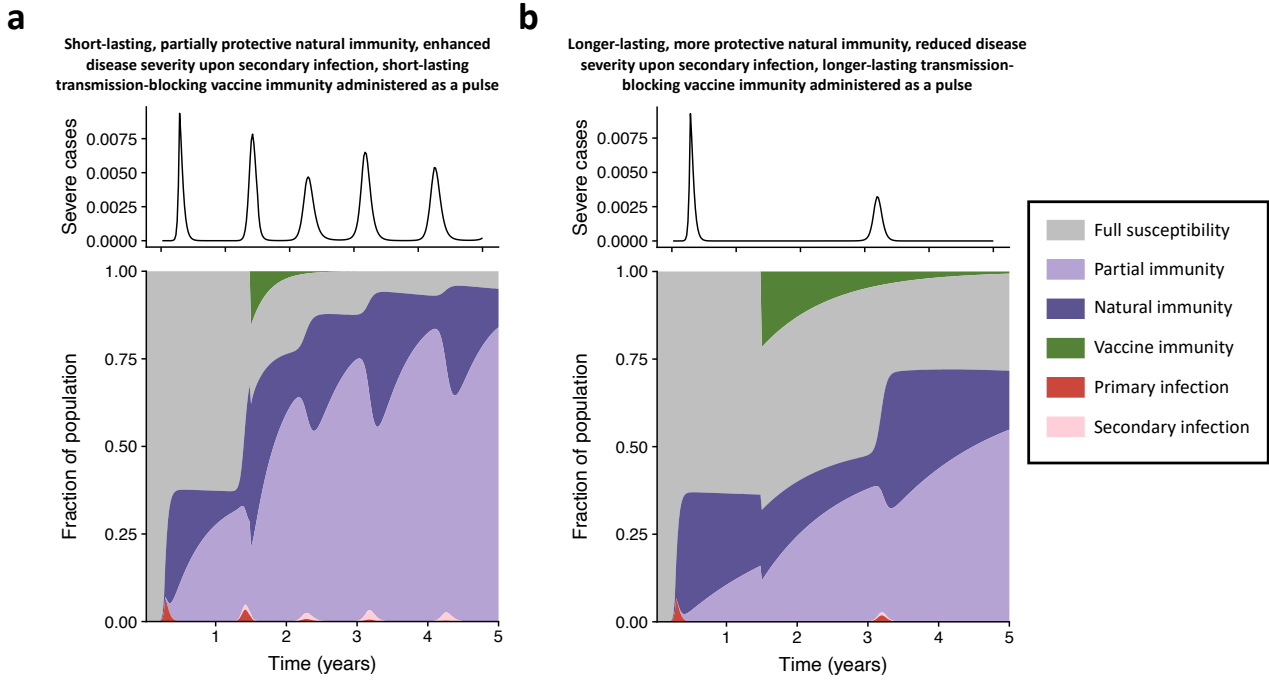 a
Short-lasting, partially protective natural immunity, enhanced
disease severity upon secondary infection, short-lasting
transmission-blocking vaccine immunity administered as a pulse
Severe cases
0.0075
0.0050
0.0025
0.0000
Fraction of population
1.00
0.75
0.50
0.25
0.00
1 2 3 4 5
Time (years)
b
Longer-lasting, more protective natural immunity, reduced disease
severity upon secondary infection, longer-lasting transmission-
blocking vaccine immunity administered as a pulse
Severe cases
0.0075
0.0050
0.0025
0.0000
Fraction of population
1.00
0.75
0.50
0.25
0.00
1 2 3 4 5
Time (years)
Full susceptibility
Partial immunity
Natural immunity
Vaccine immunity
Primary infection
Secondary infection